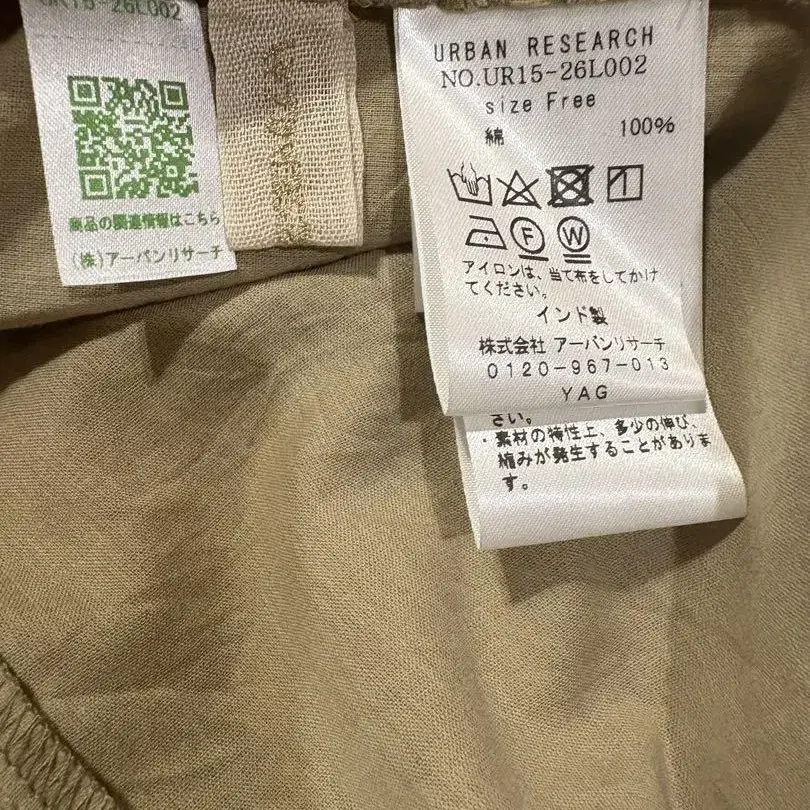 UR15-26L002
商品の関連情報はこちら
(株)アーバンリサーチ
URBAN RESEARCH
NO.UR15-26L002
size Free
綿 100%
F W
アイロンは、当て布をしてかけ
てください。
インド製
株式会社 アーバンリサーチ
0120-967-013
YAG
さい。
・素材の特性上、多少の伸び、
縮みが発生することがありま
す。